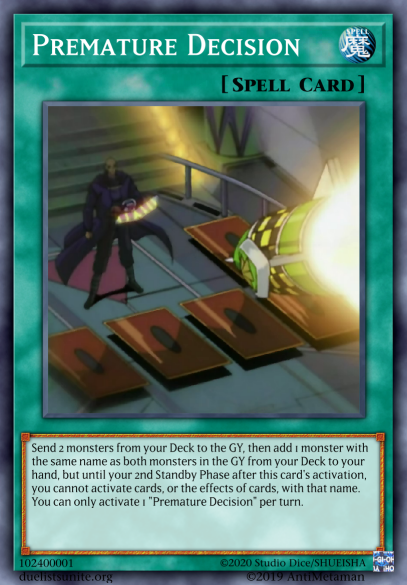 PREMATURE DECISION
SPELL
魔
[SPELL CARD]
Send 2 monsters from your Deck to the GY, then add 1 monster with
the same name as both monsters in the GY from your Deck to your
hand, but until your 2nd Standby Phase after this card's activation,
you cannot activate cards, or the effects of cards, with that name.
You can only activate 1 "Premature Decision" per turn.
102400001
©2020 Studio Dice/SHUEISHA
duelistsunite.org
©2019 AntiMetaman